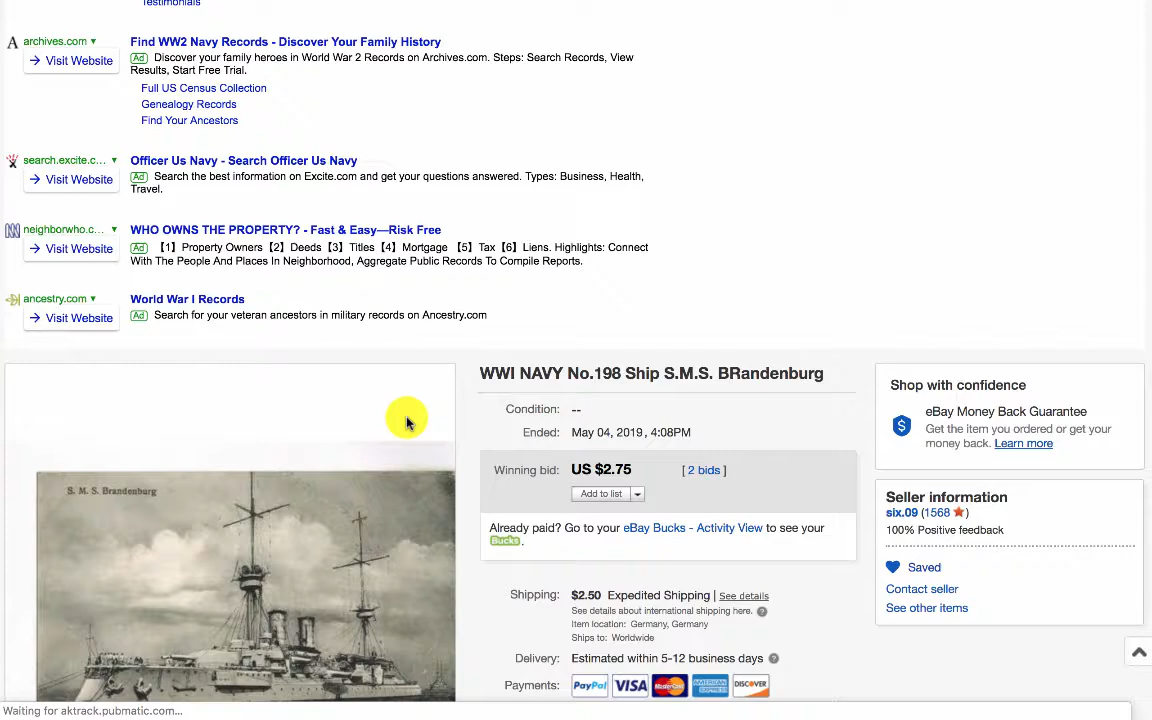 Testimonials
archives.com ▾
Find WW2 Navy Records - Discover Your Family History
→ Visit Website
Ad Discover your family heroes in World War 2 Records on Archives.com. Steps: Search Records, View
Results, Start Free Trial.
Full US Census Collection
Genealogy Records
Find Your Ancestors
search.excite.c... ▾
Officer Us Navy - Search Officer Us Navy
→ Visit Website
Ad Search the best information on Excite.com and get your questions answered. Types: Business, Health,
Travel.
neighborwho.c... ▾
WHO OWNS THE PROPERTY? - Fast & Easy—Risk Free
→ Visit Website
Ad 【1】Property Owners【2】Deeds【3】Titles【4】Mortgage 【5】Tax【6】Liens. Highlights: Connect
With The People And Places In Neighborhood, Aggregate Public Records To Compile Reports.
ancestry.com ▾
World War I Records
→ Visit Website
Ad Search for your veteran ancestors in military records on Ancestry.com
S. M. S. Brandenburg
WWI NAVY No.198 Ship S.M.S. BRandenburg
Condition: --
Ended: May 04, 2019, 4:08PM
Winning bid: US $2.75 [ 2 bids ]
Add to list
Already paid? Go to your eBay Bucks - Activity View to see your
Bucks.
Shipping: $2.50 Expedited Shipping | See details
See details about international shipping here.
Item location: Germany, Germany
Ships to: Worldwide
Delivery: Estimated within 5-12 business days
Payments: PayPal VISA MasterCard AMERICAN EXPRESS DISCOVER
Shop with confidence
eBay Money Back Guarantee
Get the item you ordered or get your
money back. Learn more
Seller information
six.09 (1568 ★)
100% Positive feedback
Saved
Contact seller
See other items
Waiting for aktrack.pubmatic.com...